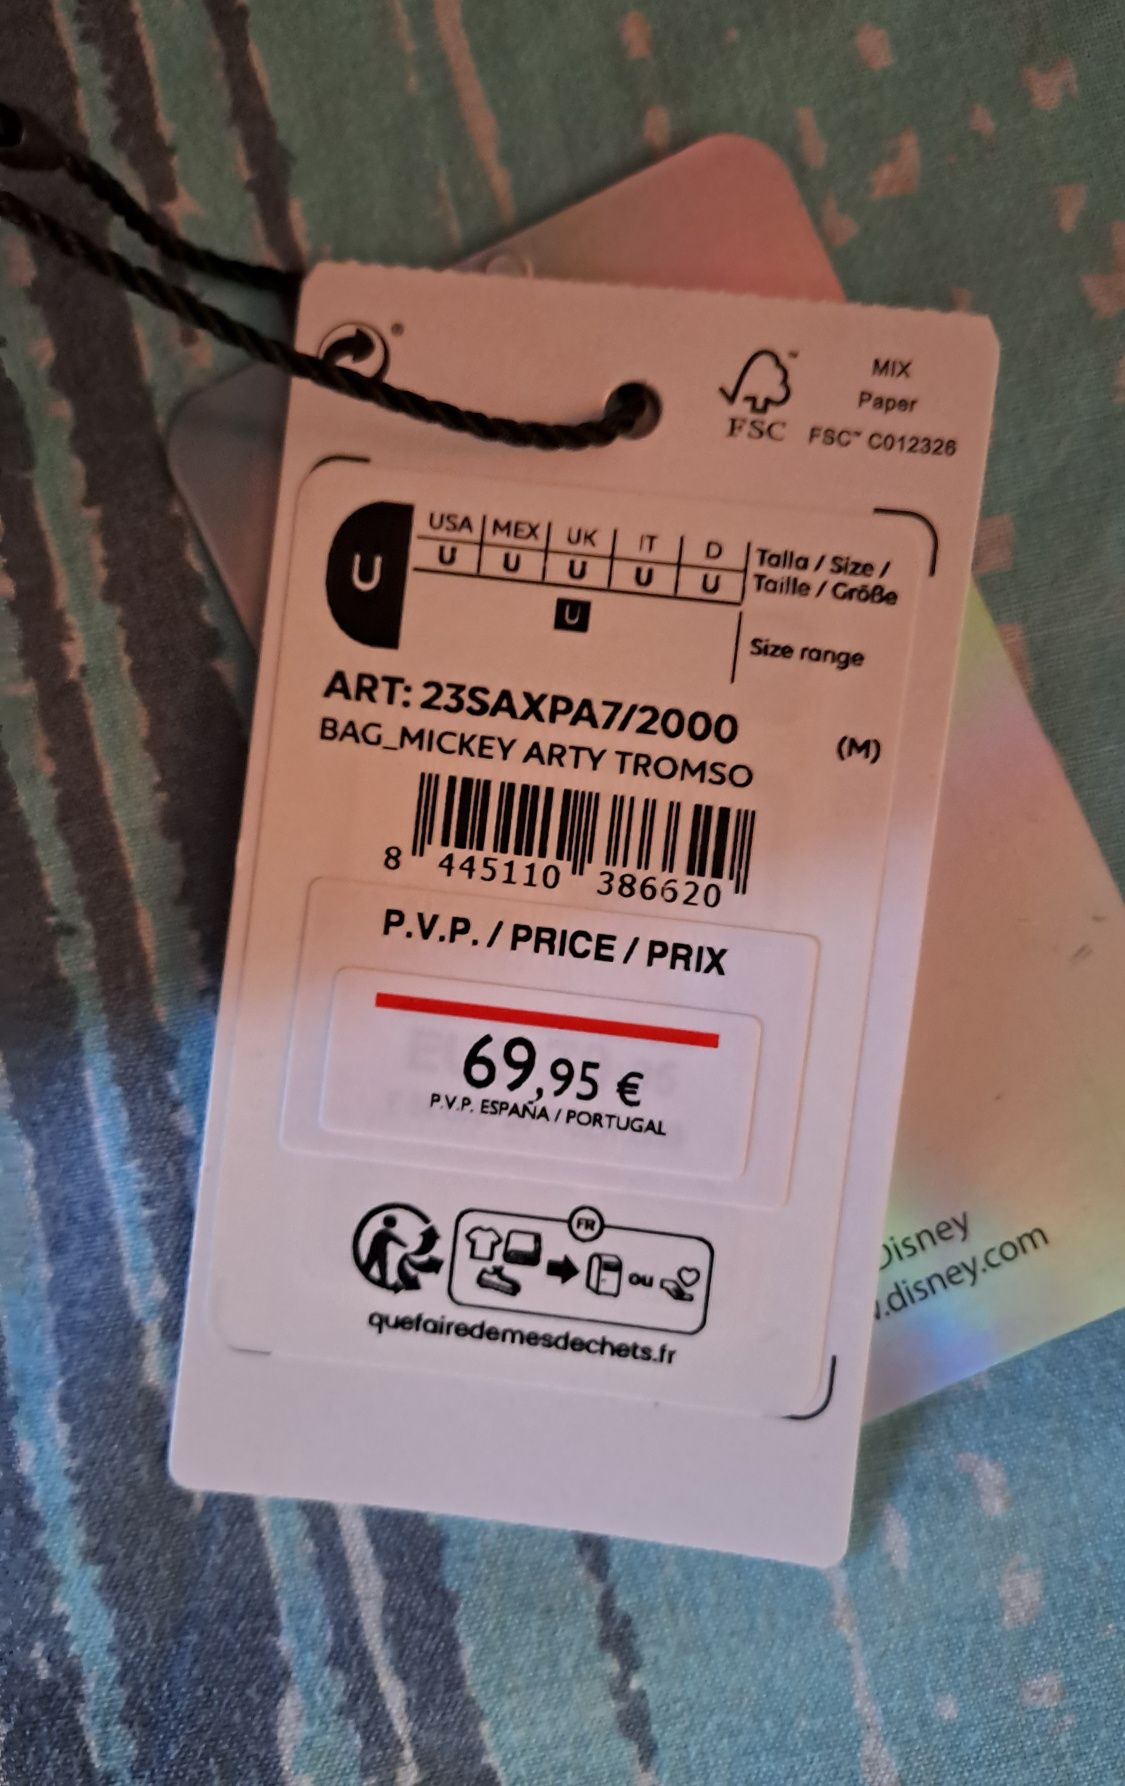 ®
MIX
Paper
FSC™ C012326
™
FSC
U
USA MEX UK IT D
U U U U U
Talla / Size /
Taille / Größe
U
Size range
ART: 23SAXPA7/2000
BAG_MICKEY ARTY TROMSO
(M)
8 445110 386620
P.V.P. / PRICE / PRIX
69,95 €
P.V.P. ESPAÑA / PORTUGAL
FR
ou
quefairedemesdechets.fr
Disney
.disney.com